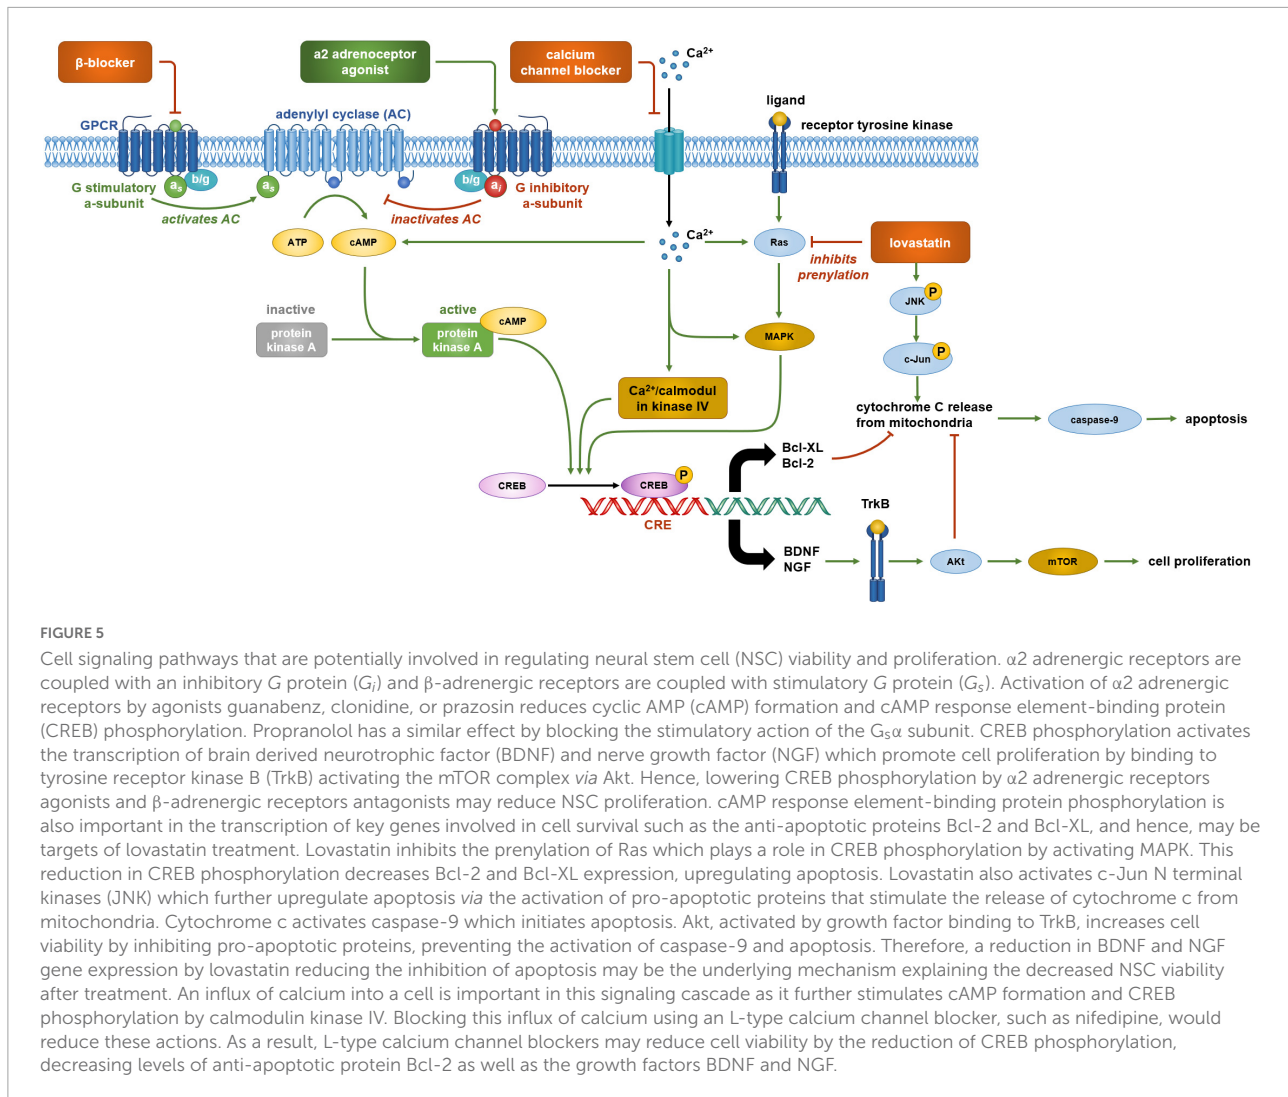 β-blocker
a2 adrenoceptor
agonist
calcium
channel blocker
Ca²⁺
ligand
receptor tyrosine kinase
GPCR
adenylyl cyclase (AC)
aₛ
b/g
aₛ
b/g
aᵢ
G stimulatory
a-subunit
activates AC
inactivates AC
G inhibitory
a-subunit
ATP
cAMP
Ca²⁺
Ras
inhibits
prenylation
lovastatin
JNK
P
inactive
protein
kinase A
active
protein
kinase A
cAMP
MAPK
c-Jun
P
Ca²⁺/calmodul
in kinase IV
cytochrome C release
from mitochondria
caspase-9
apoptosis
Bcl-XL
Bcl-2
CREB
CREB
P
CRE
TrkB
BDNF
NGF
AKt
mTOR
cell proliferation
FIGURE 5
Cell signaling pathways that are potentially involved in regulating neural stem cell (NSC) viability and proliferation. α2 adrenergic receptors are
coupled with an inhibitory G protein (Gᵢ) and β-adrenergic receptors are coupled with stimulatory G protein (Gₛ). Activation of α2 adrenergic
receptors by agonists guanabenz, clonidine, or prazosin reduces cyclic AMP (cAMP) formation and cAMP response element-binding protein
(CREB) phosphorylation. Propranolol has a similar effect by blocking the stimulatory action of the Gₛα subunit. CREB phosphorylation activates
the transcription of brain derived neurotrophic factor (BDNF) and nerve growth factor (NGF) which promote cell proliferation by binding to
tyrosine receptor kinase B (TrkB) activating the mTOR complex via Akt. Hence, lowering CREB phosphorylation by α2 adrenergic receptors
agonists and β-adrenergic receptors antagonists may reduce NSC proliferation. cAMP response element-binding protein phosphorylation is
also important in the transcription of key genes involved in cell survival such as the anti-apoptotic proteins Bcl-2 and Bcl-XL, and hence, may be
targets of lovastatin treatment. Lovastatin inhibits the prenylation of Ras which plays a role in CREB phosphorylation by activating MAPK. This
reduction in CREB phosphorylation decreases Bcl-2 and Bcl-XL expression, upregulating apoptosis. Lovastatin also activates c-Jun N terminal
kinases (JNK) which further upregulate apoptosis via the activation of pro-apoptotic proteins that stimulate the release of cytochrome c from
mitochondria. Cytochrome c activates caspase-9 which initiates apoptosis. Akt, activated by growth factor binding to TrkB, increases cell
viability by inhibiting pro-apoptotic proteins, preventing the activation of caspase-9 and apoptosis. Therefore, a reduction in BDNF and NGF
gene expression by lovastatin reducing the inhibition of apoptosis may be the underlying mechanism explaining the decreased NSC viability
after treatment. An influx of calcium into a cell is important in this signaling cascade as it further stimulates cAMP formation and CREB
phosphorylation by calmodulin kinase IV. Blocking this influx of calcium using an L-type calcium channel blocker, such as nifedipine, would
reduce these actions. As a result, L-type calcium channel blockers may reduce cell viability by the reduction of CREB phosphorylation,
decreasing levels of anti-apoptotic protein Bcl-2 as well as the growth factors BDNF and NGF.